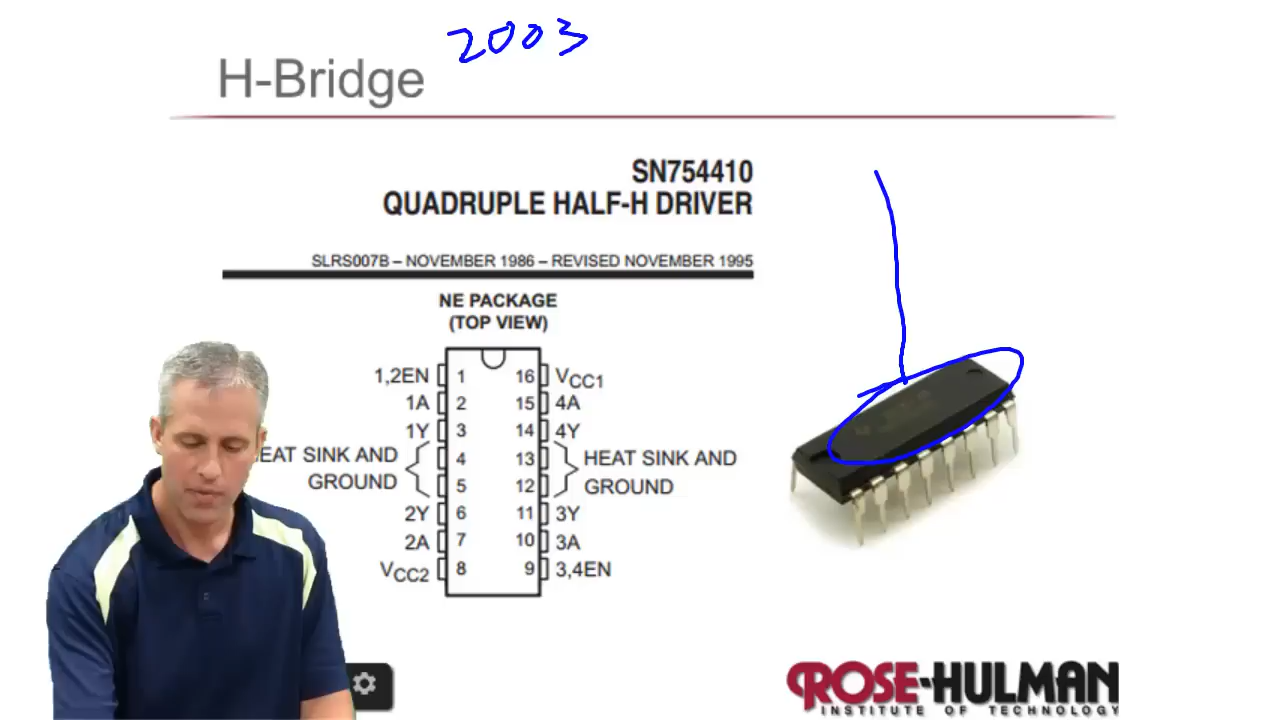 2003
H-Bridge
SN754410
QUADRUPLE HALF-H DRIVER
SLRS007B – NOVEMBER 1986 – REVISED NOVEMBER 1995
NE PACKAGE
(TOP VIEW)
1,2EN 1 16 VCC1
1A 2 15 4A
1Y 3 14 4Y
EAT SINK AND 4 13 HEAT SINK AND
GROUND 5 12 GROUND
2Y 6 11 3Y
2A 7 10 3A
VCC2 8 9 3,4EN
ROSE-HULMAN
INSTITUTE OF TECHNOLOGY